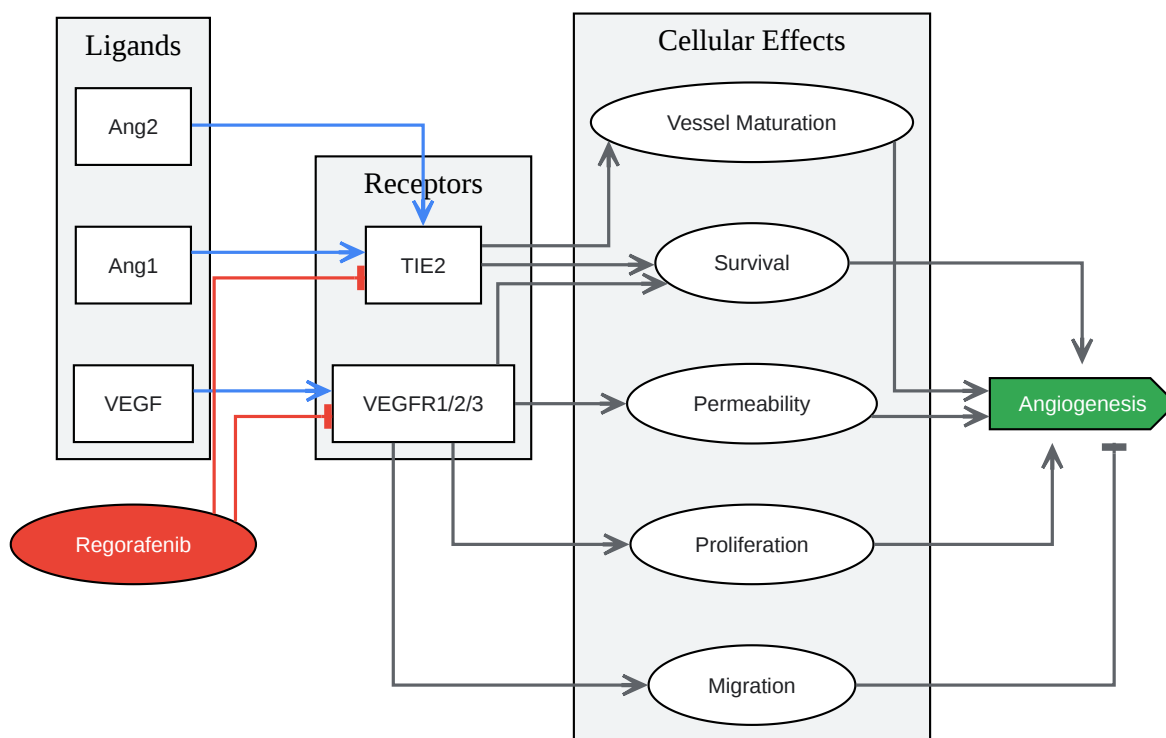 Ligands
Ang2
Ang1
VEGF
Regorafenib
Receptors
TIE2
VEGFR1/2/3
Cellular Effects
Vessel Maturation
Survival
Permeability
Proliferation
Migration
Angiogenesis